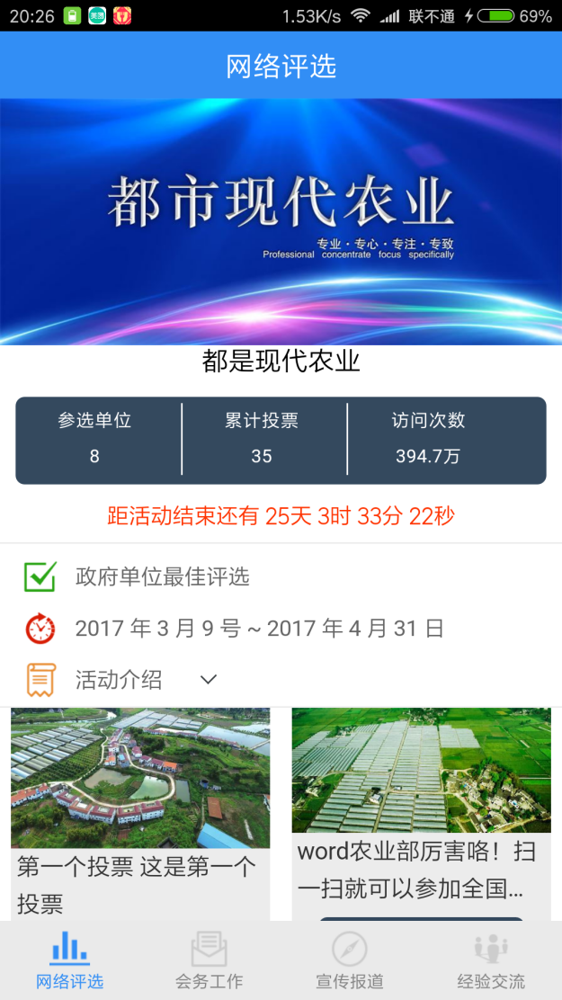 20:26 美团 1.53K/s 联不通 69%
网络评选
都市现代农业
专业·专心·专注·专致
Professional concentrate focus specifically
都是现代农业
参选单位 累计投票 访问次数
8 35 394.7万
距活动结束还有 25天 3时 33分 22秒
政府单位最佳评选
2017 年 3 月 9 号 ~ 2017 年 4 月 31 日
活动介绍
第一个投票 这是第一个
投票
word农业部厉害咯！扫
一扫就可以参加全国...
网络评选 会务工作 宣传报道 经验交流